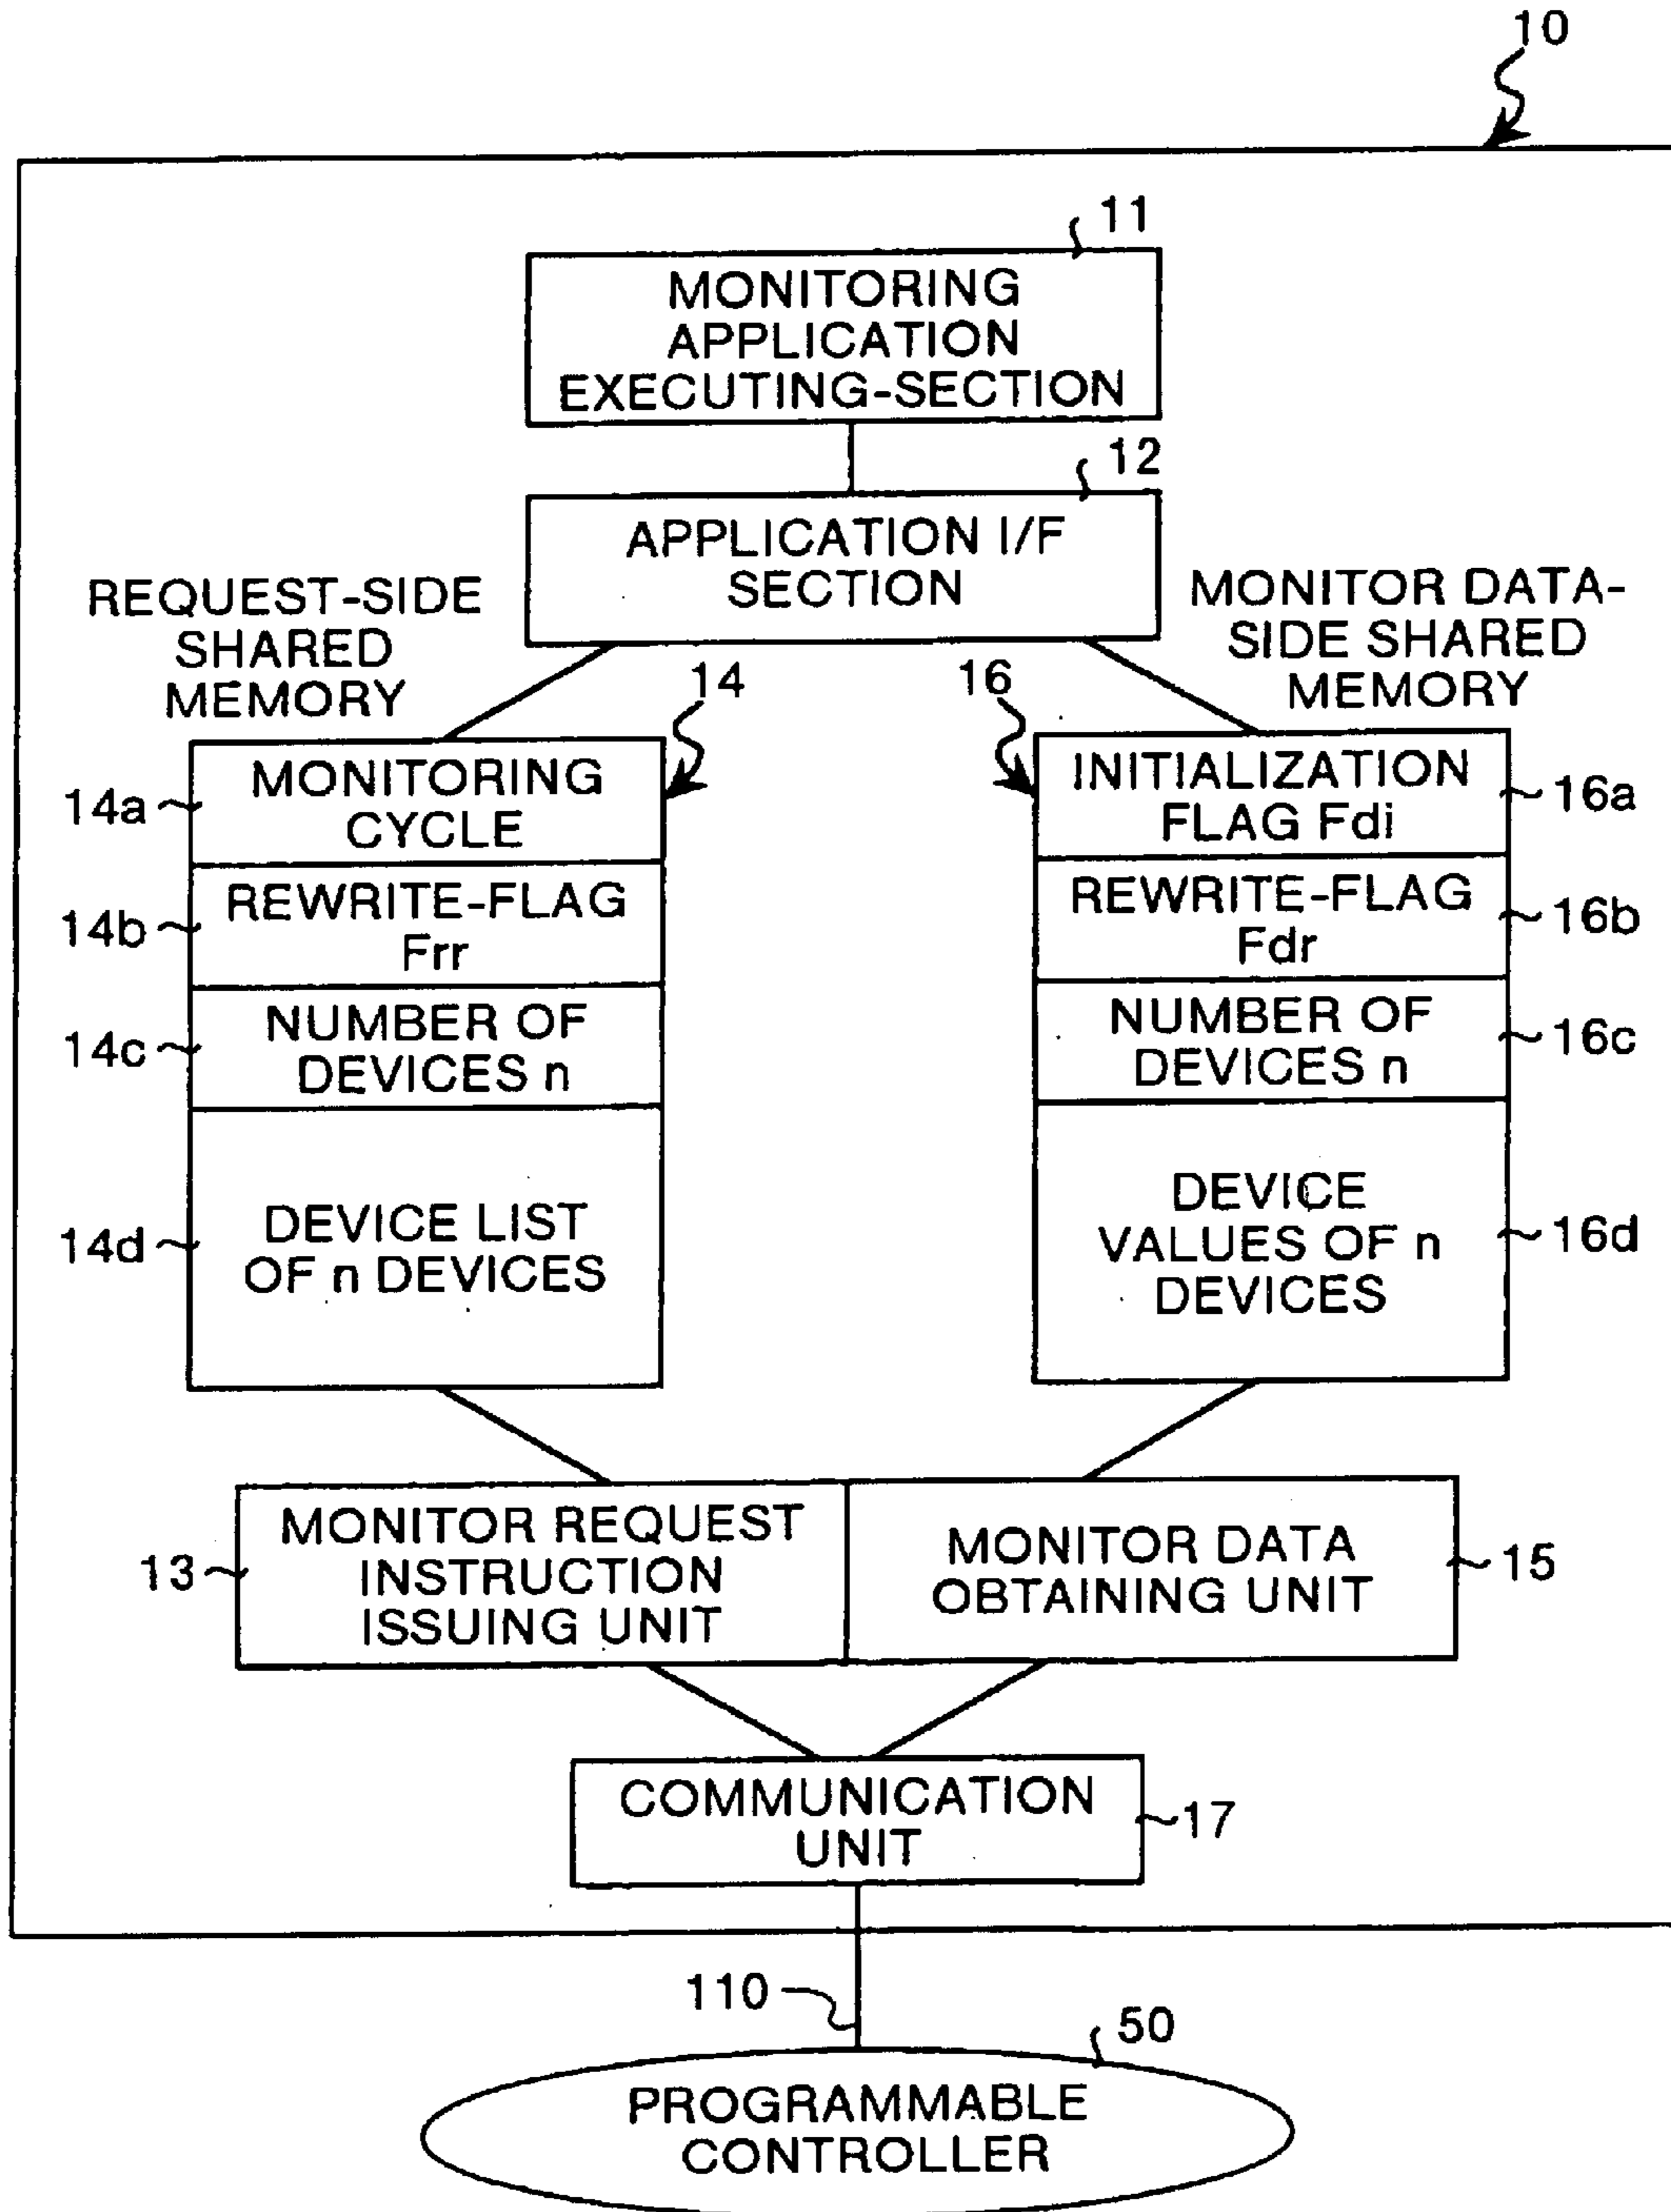 10
11
MONITORING
APPLICATION
EXECUTING-SECTION
12
APPLICATION I/F
SECTION
REQUEST-SIDE
SHARED
MEMORY
MONITOR DATA-
SIDE SHARED
MEMORY
14
16
14a
MONITORING
CYCLE
14b
REWRITE-FLAG
Frr
14c
NUMBER OF
DEVICES n
14d
DEVICE LIST
OF n DEVICES
INITIALIZATION
FLAG Fdi
16a
REWRITE-FLAG
Fdr
16b
NUMBER OF
DEVICES n
16c
DEVICE
VALUES OF n
DEVICES
16d
13
MONITOR REQUEST
INSTRUCTION
ISSUING UNIT
MONITOR DATA
OBTAINING UNIT
15
COMMUNICATION
UNIT
17
110
50
PROGRAMMABLE
CONTROLLER